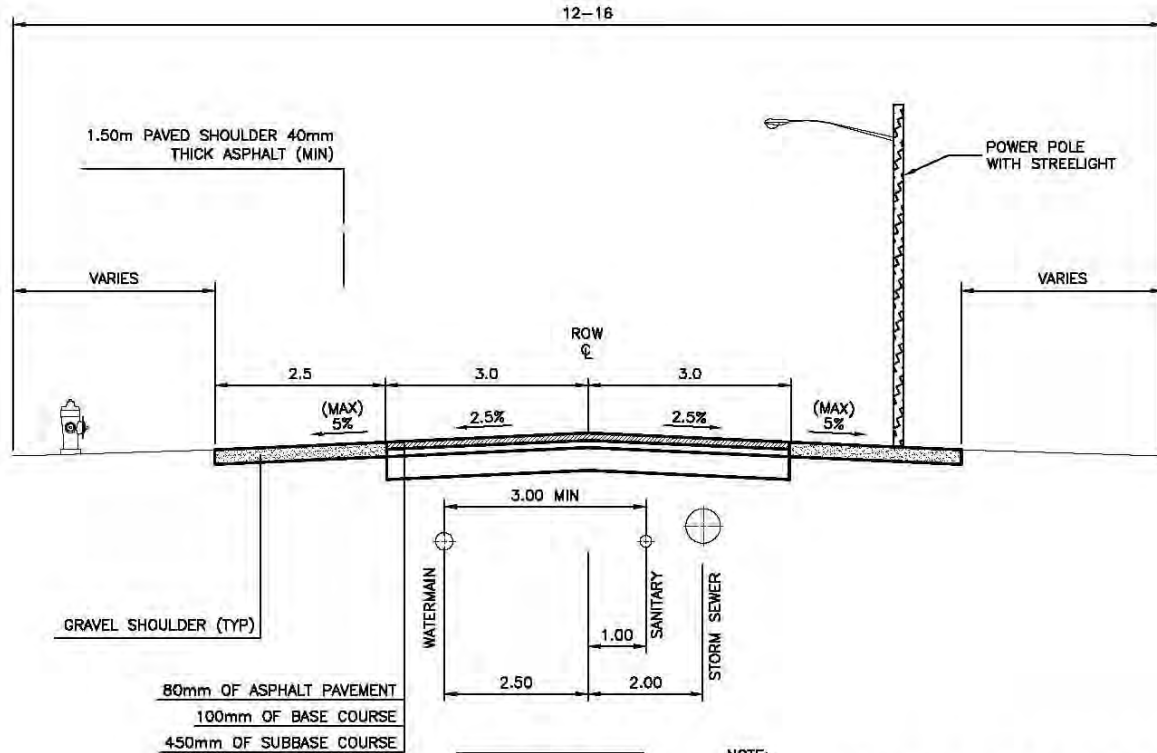 12-16
1.50m PAVED SHOULDER 40mm
THICK ASPHALT (MIN)
POWER POLE
WITH STREELIGHT
VARIES
VARIES
ROW
℄
2.5
3.0
3.0
(MAX)
5%
2.5%
2.5%
(MAX)
5%
3.00 MIN
WATERMAIN
SANITARY
STORM SEWER
GRAVEL SHOULDER (TYP)
1.00
2.50
2.00
80mm OF ASPHALT PAVEMENT
100mm OF BASE COURSE
450mm OF SUBBASE COURSE
NOTE: